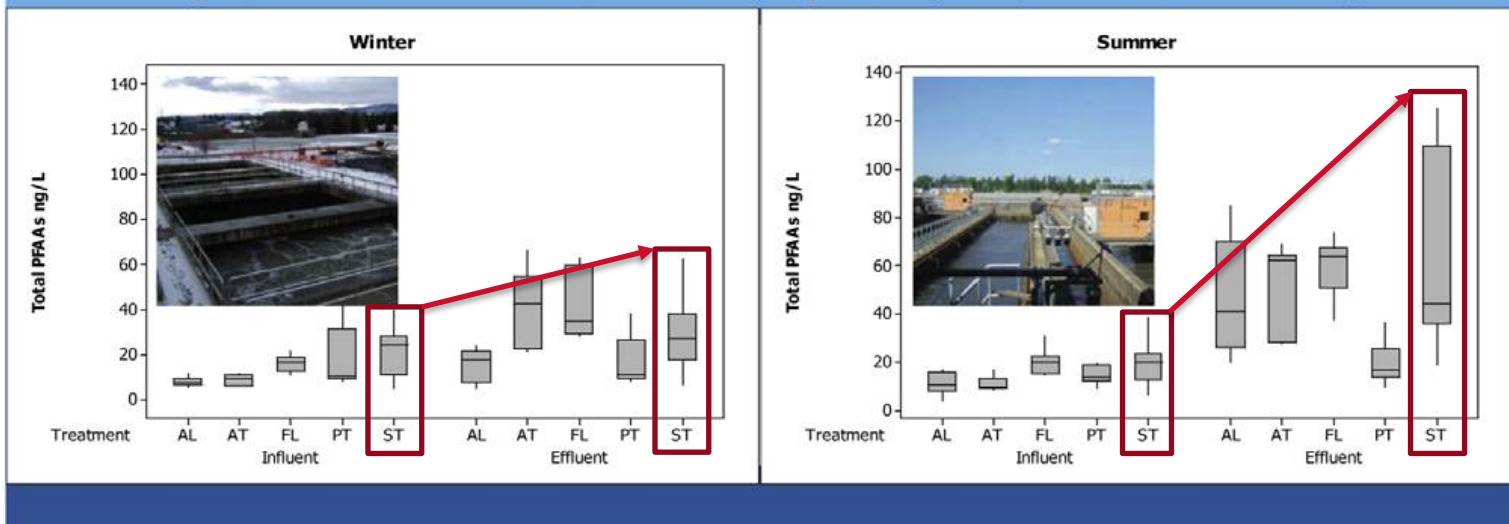 Winter
Total PFAAs ng/L
140
120
100
80
60
40
20
0
Treatment AL AT FL PT ST AL AT FL PT ST
Influent Effluent
Summer
Total PFAAs ng/L
140
120
100
80
60
40
20
0
Treatment AL AT FL PT ST AL AT FL PT ST
Influent Effluent